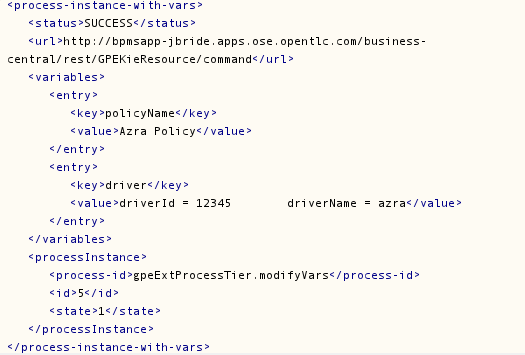 <process-instance-with-vars>
<status>SUCCESS</status>
<url>http://bpmsapp-jbride.apps.ose.opentlc.com/business-
central/rest/GPEKieResource/command</url>
<variables>
<entry>
<key>policyName</key>
<value>Azra Policy</value>
</entry>
<entry>
<key>driver</key>
<value>driverId = 12345        driverName = azra</value>
</entry>
</variables>
<processInstance>
<process-id>gpeExtProcessTier.modifyVars</process-id>
<id>5</id>
<state>1</state>
</processInstance>
</process-instance-with-vars>